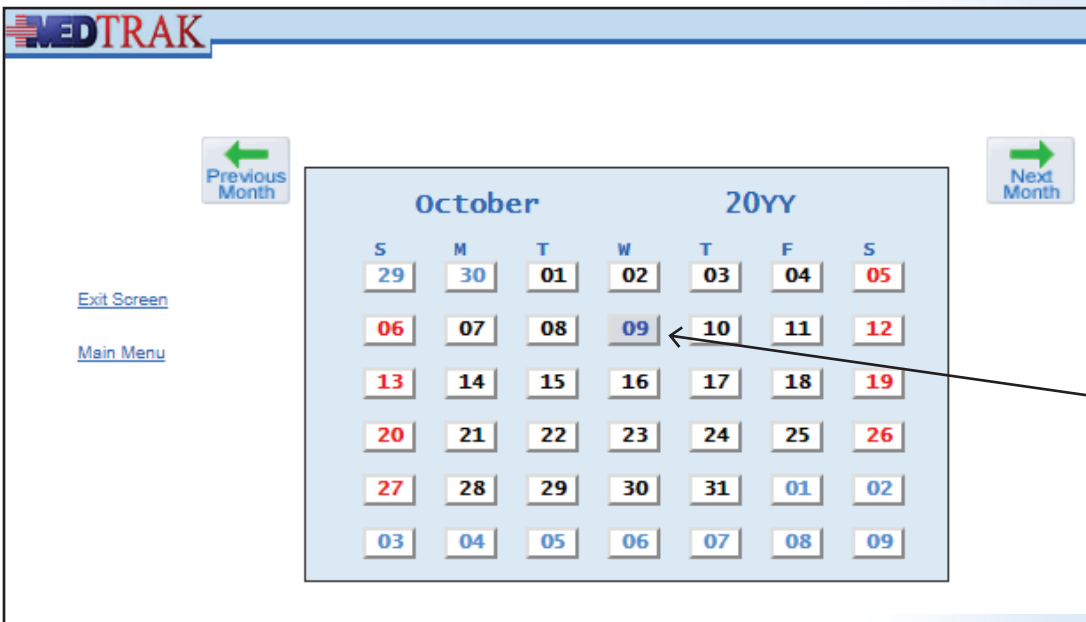 MEDTRAK
Previous
Month
Next
Month
October 20YY
S M T W T F S
29 30 01 02 03 04 05
Exit Screen
06 07 08 09 10 11 12
Main Menu
13 14 15 16 17 18 19
20 21 22 23 24 25 26
27 28 29 30 31 01 02
03 04 05 06 07 08 09